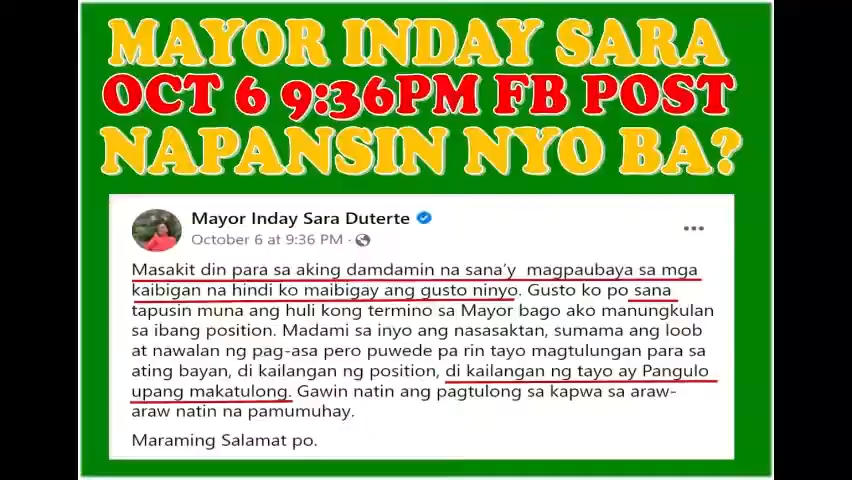 MAYOR INDAY SARA
OCT 6 9:36PM FB POST
NAPANSIN NYO BA?
Mayor Inday Sara Duterte
October 6 at 9:36 PM ·
Masakit din para sa aking damdamin na sana'y magpaubaya sa mga
kaibigan na hindi ko maibigay ang gusto ninyo. Gusto ko po sana
tapusin muna ang huli kong termino sa Mayor bago ako manungkulan
sa ibang position. Madami sa inyo ang nasasaktan, sumama ang loob
at nawalan ng pag-asa pero puwede pa rin tayo magtulungan para sa
ating bayan, di kailangan ng position, di kailangan ng tayo ay Pangulo
upang makatulong. Gawin natin ang pagtulong sa kapwa sa araw-
araw natin na pamumuhay.
Maraming Salamat po.